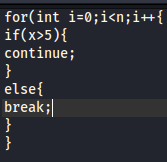 for(int i=0;i<n;i++{
if(x>5){
continue;
}
else{
break;
}
}